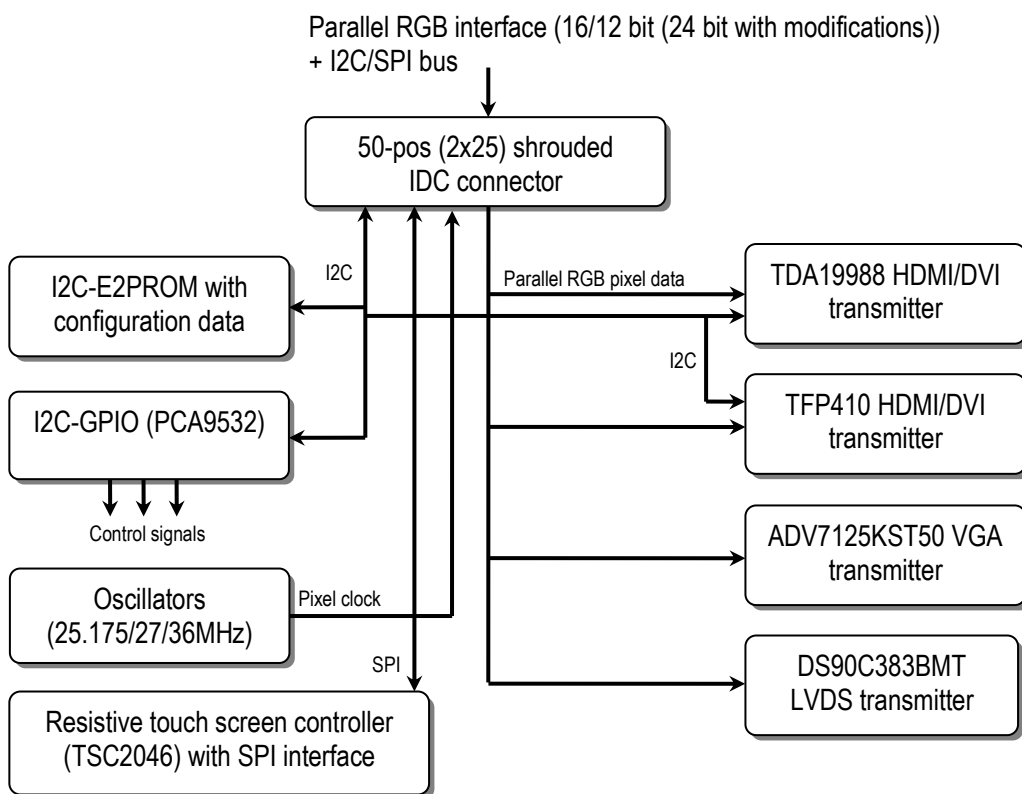 Parallel RGB interface (16/12 bit (24 bit with modifications))
+ I2C/SPI bus
50-pos (2x25) shrouded
IDC connector
I2C
Parallel RGB pixel data
I2C-E2PROM with
configuration data
TDA19988 HDMI/DVI
transmitter
I2C
I2C-GPIO (PCA9532)
TFP410 HDMI/DVI
transmitter
Control signals
ADV7125KST50 VGA
transmitter
Oscillators
(25.175/27/36MHz)
Pixel clock
SPI
DS90C383BMT
LVDS transmitter
Resistive touch screen controller
(TSC2046) with SPI interface